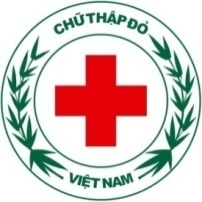 CHỮ THẬP ĐỎ
VIỆT NAM